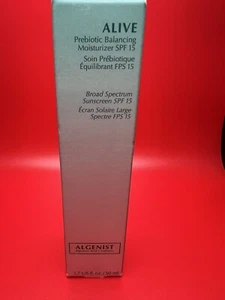 ALIVE
Prebiotic Balancing
Moisturizer SPF 15
Soin Prébiotique
Équilibrant FPS 15
Broad Spectrum
Sunscreen SPF 15
Écran Solaire Large
Spectre FPS 15
ALGENIST